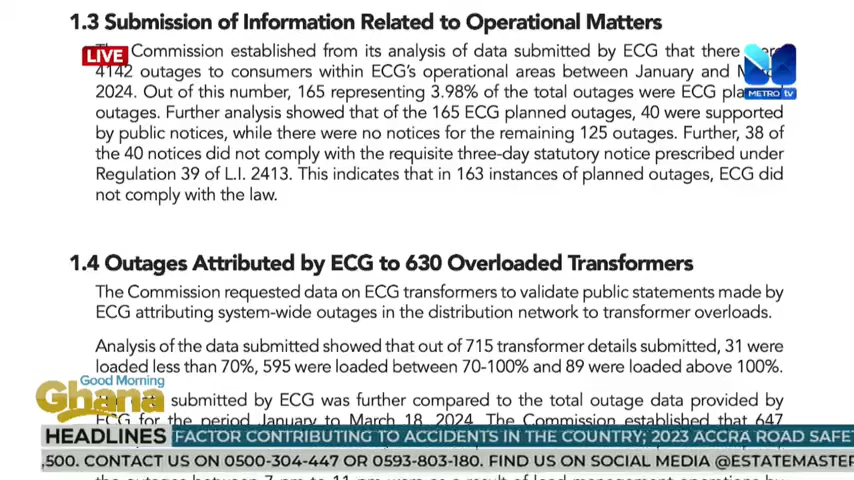 1.3 Submission of Information Related to Operational Matters
Commission established from its analysis of data submitted by ECG that there
4142 outages to consumers within ECG's operational areas between January and
2024. Out of this number, 165 representing 3.98% of the total outages were ECG
outages. Further analysis showed that of the 165 ECG planned outages, 40 were supported
by public notices, while there were no notices for the remaining 125 outages. Further, 38 of
the 40 notices did not comply with the requisite three-day statutory notice prescribed under
Regulation 39 of L.I. 2413. This indicates that in 163 instances of planned outages, ECG did
not comply with the law.
LIVE
METRO tv
1.4 Outages Attributed by ECG to 630 Overloaded Transformers
The Commission requested data on ECG transformers to validate public statements made by
ECG attributing system-wide outages in the distribution network to transformer overloads.
Analysis of the data submitted showed that out of 715 transformer details submitted, 31 were
loaded less than 70%, 595 were loaded between 70-100% and 89 were loaded above 100%.
submitted by ECG was further compared to the total outage data provided by
ECG for the period January to March 18, 2024. The Commission established that 647
Good Morning
Ghana
HEADLINES FACTOR CONTRIBUTING TO ACCIDENTS IN THE COUNTRY; 2023 ACCRA ROAD SAFE
,500. CONTACT US ON 0500-304-447 OR 0593-803-180. FIND US ON SOCIAL MEDIA @ESTATEMASTER